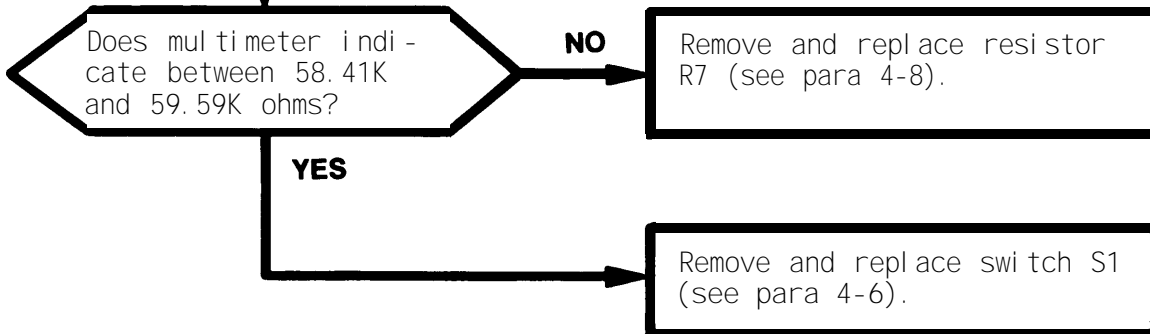 Does multimeter indi-
cate between 58.41K
and 59.59K ohms?
NO
Remove and replace resistor
R7 (see para 4-8).
YES
Remove and replace switch S1
(see para 4-6).